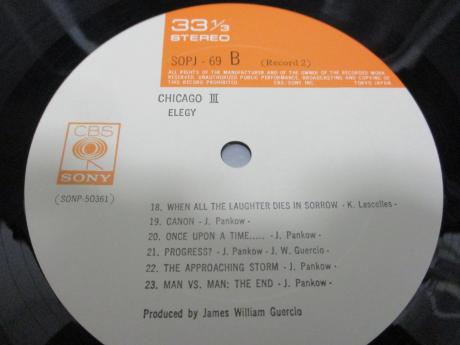 33 1/3
STEREO
SOPJ - 69 B (Record 2)
ALL RIGHTS OF THE MANUFACTURER AND OF THE OWNER OF THE RECORDED WORK
RESERVED. UNAUTHORIZED PUBLIC PERFORMANCE, BROADCASTING AND COPYING OF
THIS RECORD PROHIBITED CBS/SONY INC. TOKYO JAPAN
CHICAGO III
ELEGY
CBS
SONY
(SONP-50361)
18. WHEN ALL THE LAUGHTER DIES IN SORROW - K. Lascelles -
19. CANON - J. Pankow -
20. ONCE UPON A TIME..... - J. Pankow -
21. PROGRESS? - J. Pankow - J. W. Guercio -
22. THE APPROACHING STORM - J. Pankow -
23. MAN VS. MAN: THE END - J. Pankow -
Produced by James William Guercio